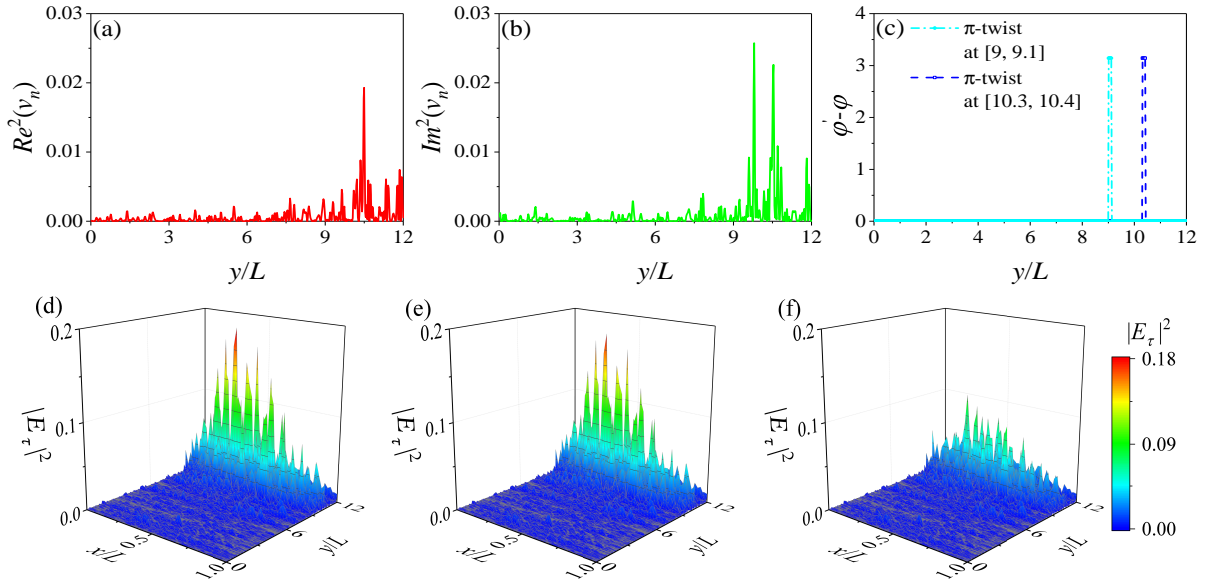 (a)
0.03
0.02
0.01
0.00
Re²(vₙ)
0 3 6 9 12
y/L
(b)
0.03
0.02
0.01
0.00
Im²(vₙ)
0 3 6 9 12
y/L
(c)
π-twist
at [9, 9.1]
π-twist
at [10.3, 10.4]
4
3
2
1
0
φ'-φ
0 2 4 6 8 10 12
y/L
(d)
0.2
0.1
0.0
|E_τ|²
0.5
1.0
x/L
0
6
12
y/L
(e)
0.2
0.1
0.0
|E_τ|²
0.5
1.0
x/L
0
6
12
y/L
(f)
0.2
0.1
0.0
|E_τ|²
0.5
1.0
x/L
0
6
12
y/L
|E_τ|²
0.18
0.09
0.00